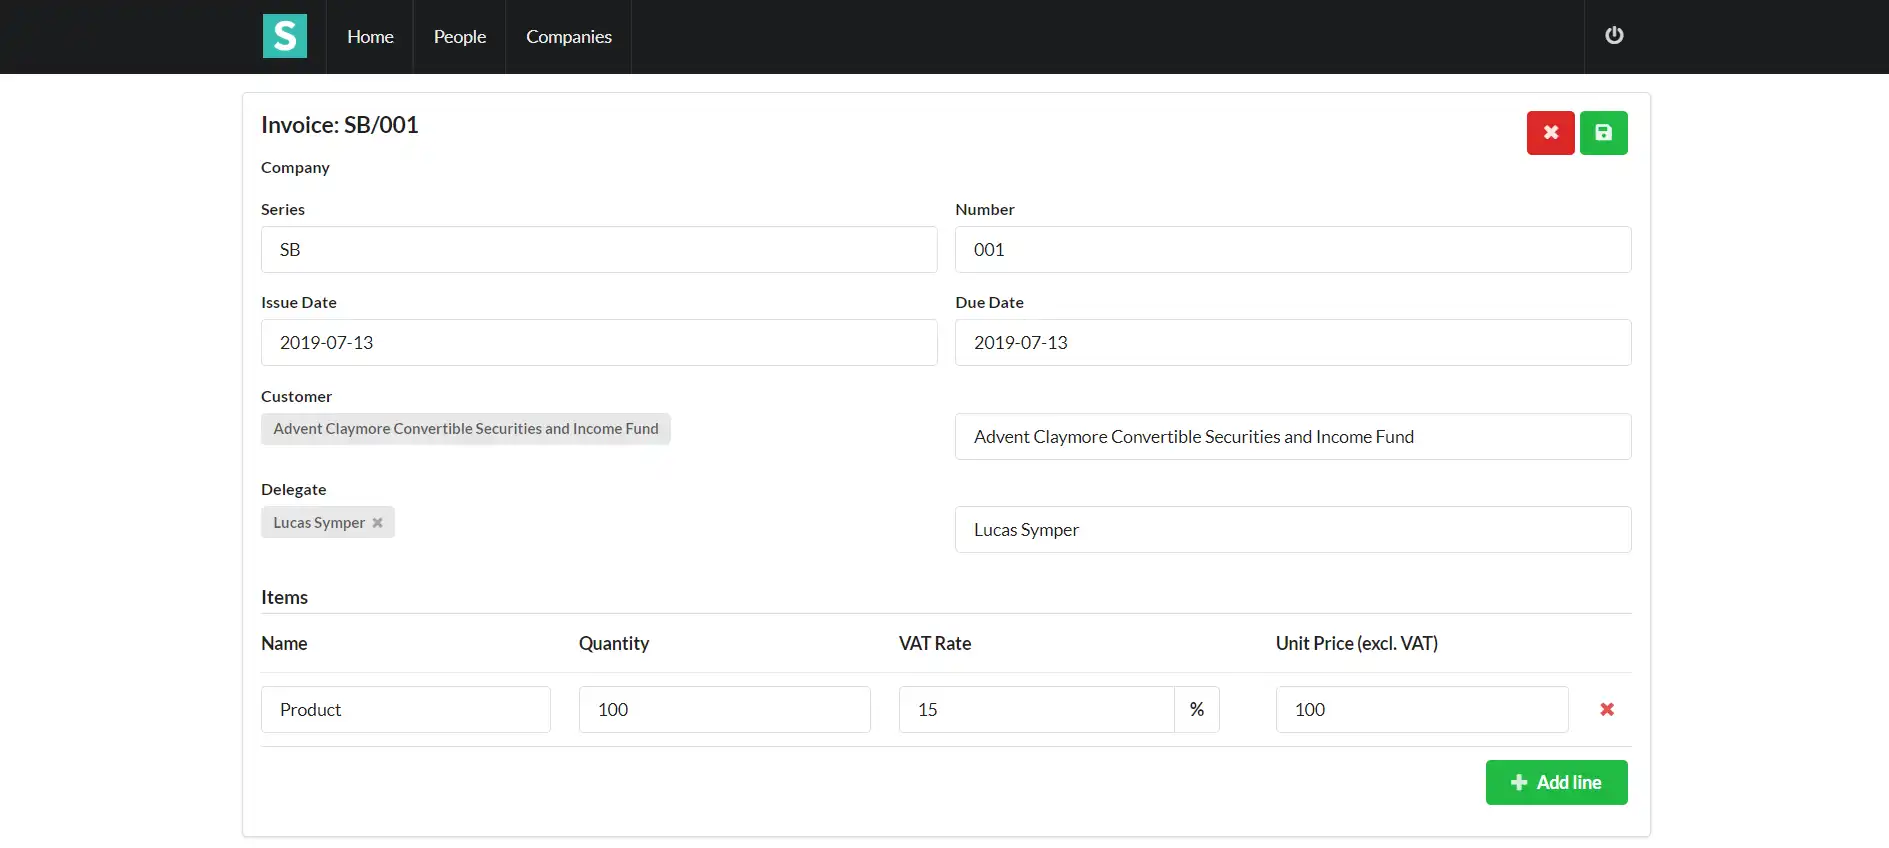 S Home People Companies
Invoice: SB/001
Company
Series Number
SB 001
Issue Date Due Date
2019-07-13 2019-07-13
Customer
Advent Claymore Convertible Securities and Income Fund Advent Claymore Convertible Securities and Income Fund
Delegate
Lucas Symper Lucas Symper
Items
Name Quantity VAT Rate Unit Price (excl. VAT)
Product 100 15 % 100
Add line